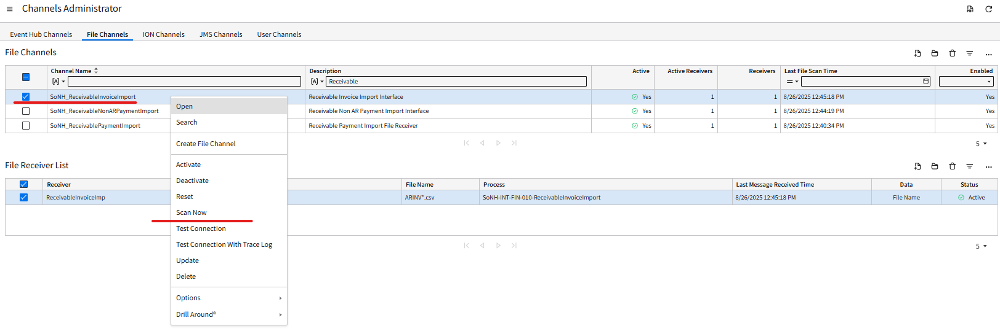 Channels Administrator
PDF
Event Hub Channels File Channels ION Channels JMS Channels User Channels
File Channels
...
Channel Name Description Active Active Receivers Receivers Last File Scan Time Enabled
[A] [A] Receivable =
SoNH_ReceivableInvoiceImport Receivable Invoice Import Interface Yes 1 1 8/26/2025 12:45:18 PM Yes
SoNH_ReceivableNonARPaymentImport Receivable Non AR Payment Import Interface Yes 1 1 8/26/2025 12:44:19 PM Yes
SoNH_ReceivablePaymentImport Receivable Payment Import File Receiver Yes 1 1 8/26/2025 12:40:34 PM Yes
5
Open
Search
Create File Channel
Activate
Deactivate
Reset
Scan Now
Test Connection
Test Connection With Trace Log
Update
Delete
Options
Drill Around®
File Receiver List
...
Receiver File Name Process Last Message Received Time Data Status
ReceivableInvoiceImp ARINV*.csv SoNH-INT-FIN-010-ReceivableInvoiceImport 8/26/2025 12:45:18 PM File Name Active
5